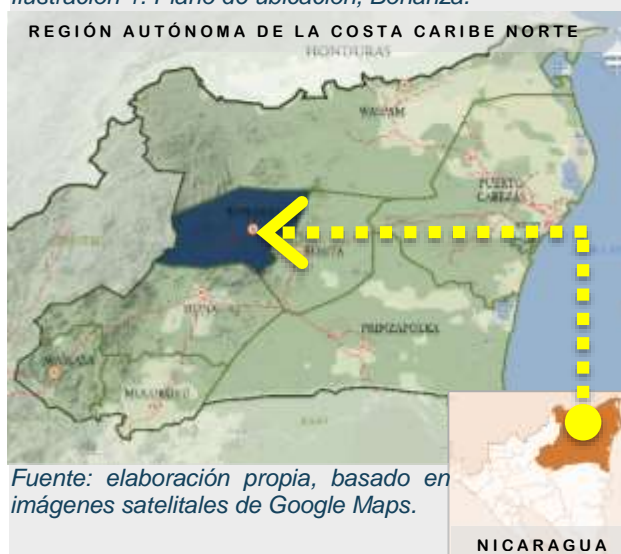 Ilustración 1. Plano de ubicación, Bonanza.
REGIÓN AUTÓNOMA DE LA COSTA CARIBE NORTE
HONDURAS
WASPAM
PUERTO
CABEZAS
ROSITA
SIUNA
PRINZAPOLKA
WASLALA
MULUKUKÚ
Fuente: elaboración propia, basado en
imágenes satelitales de Google Maps.
NICARAGUA